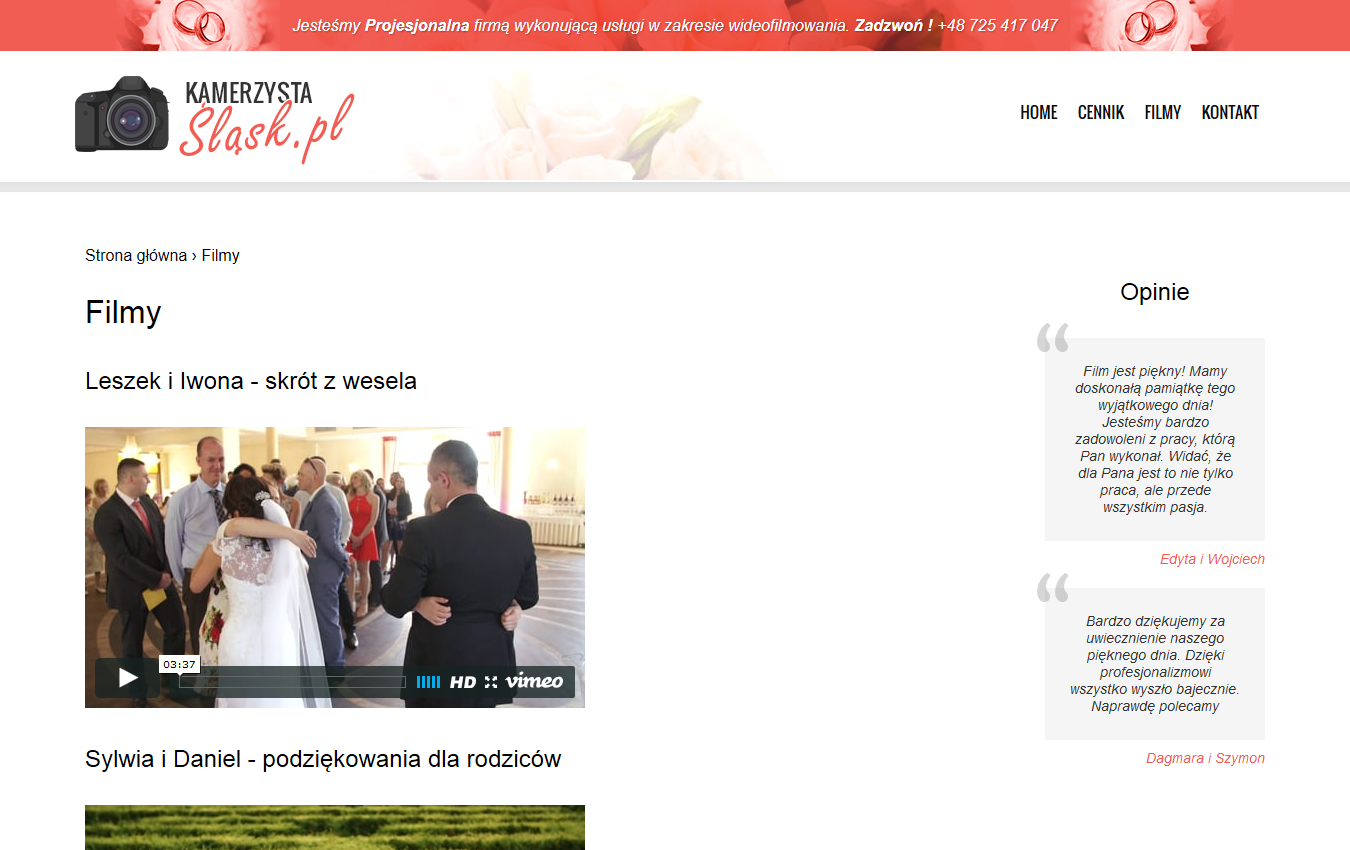 Jesteśmy Projesjonalna firmą wykonującą usługi w zakresie wideofilmowania. Zadzwoń ! +48 725 417 047
KAMERZYSTA
Śląsk.pl
HOME CENNIK FILMY KONTAKT
Strona główna › Filmy
Filmy
Leszek i Iwona - skrót z wesela
03:37
HD vimeo
Sylwia i Daniel - podziękowania dla rodziców
Opinie
“
Film jest piękny! Mamy
doskonałą pamiątkę tego
wyjątkowego dnia!
Jesteśmy bardzo
zadowoleni z pracy, którą
Pan wykonał. Widać, że
dla Pana jest to nie tylko
praca, ale przede
wszystkim pasja.
Edyta i Wojciech
“
Bardzo dziękujemy za
uwiecznienie naszego
pięknego dnia. Dzięki
profesjonalizmowi
wszystko wyszło bajecznie.
Naprawdę polecamy
Dagmara i Szymon